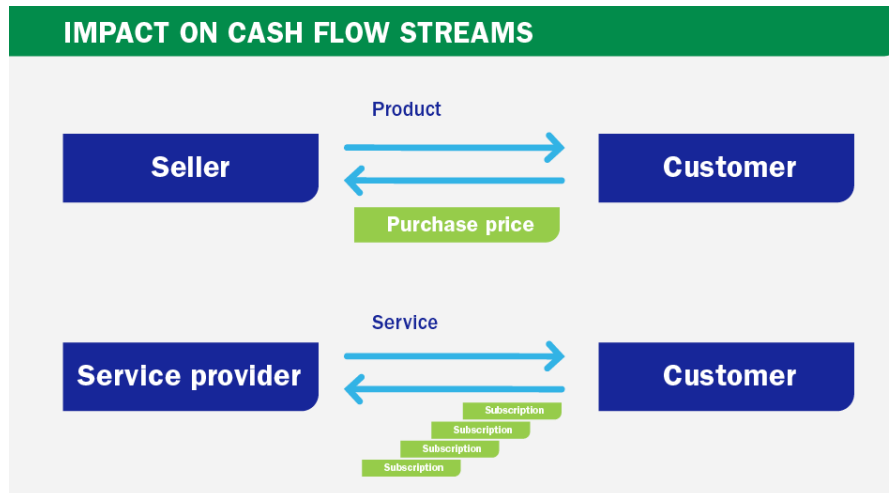 IMPACT ON CASH FLOW STREAMS
Product
Seller
Customer
Purchase price
Service
Service provider
Customer
Subscription
Subscription
Subscription
Subscription